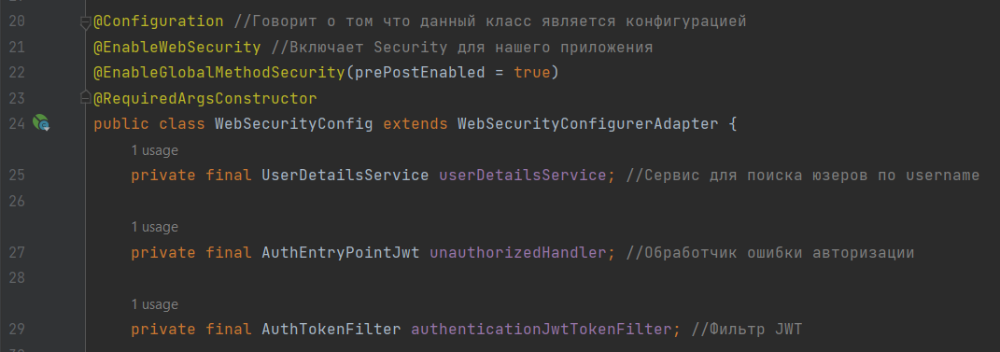 20 @Configuration //Говорит о том что данный класс является конфигурацией
21 @EnableWebSecurity //Включает Security для нашего приложения
22 @EnableGlobalMethodSecurity(prePostEnabled = true)
23 @RequiredArgsConstructor
24 public class WebSecurityConfig extends WebSecurityConfigurerAdapter {
1 usage
25 private final UserDetailsService userDetailsService; //Сервис для поиска юзеров по username
26
1 usage
27 private final AuthEntryPointJwt unauthorizedHandler; //Обработчик ошибки авторизации
28
1 usage
29 private final AuthTokenFilter authenticationJwtTokenFilter; //Фильтр JWT